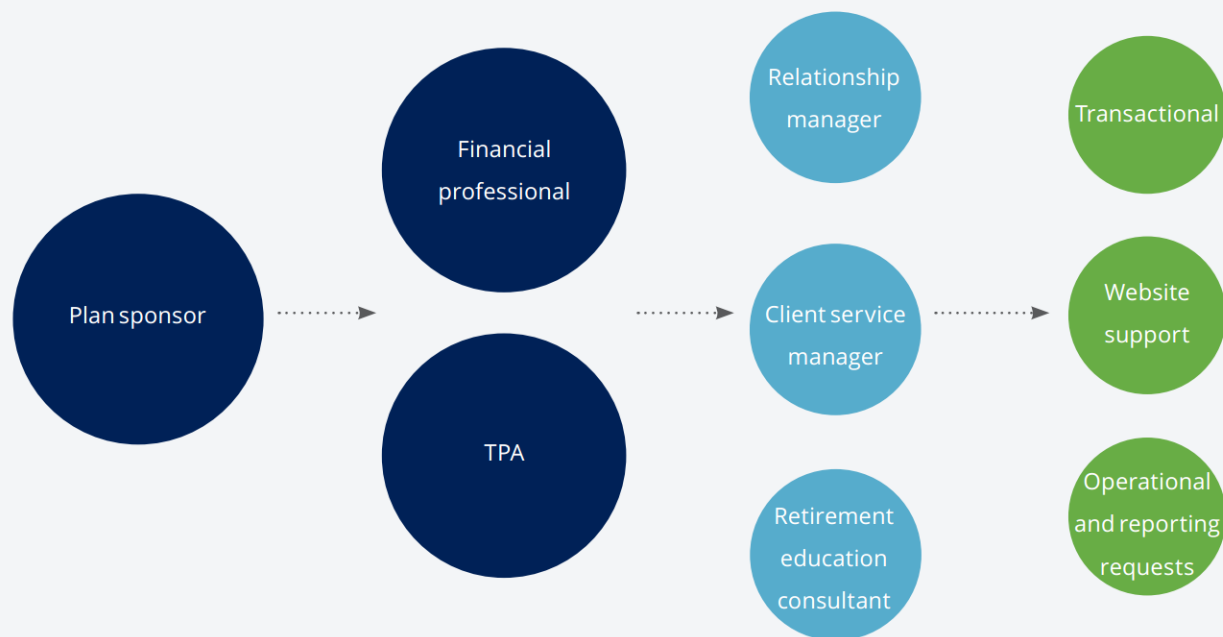 Plan sponsor
Financial
professional
TPA
Relationship
manager
Client service
manager
Retirement
education
consultant
Transactional
Website
support
Operational
and reporting
requests